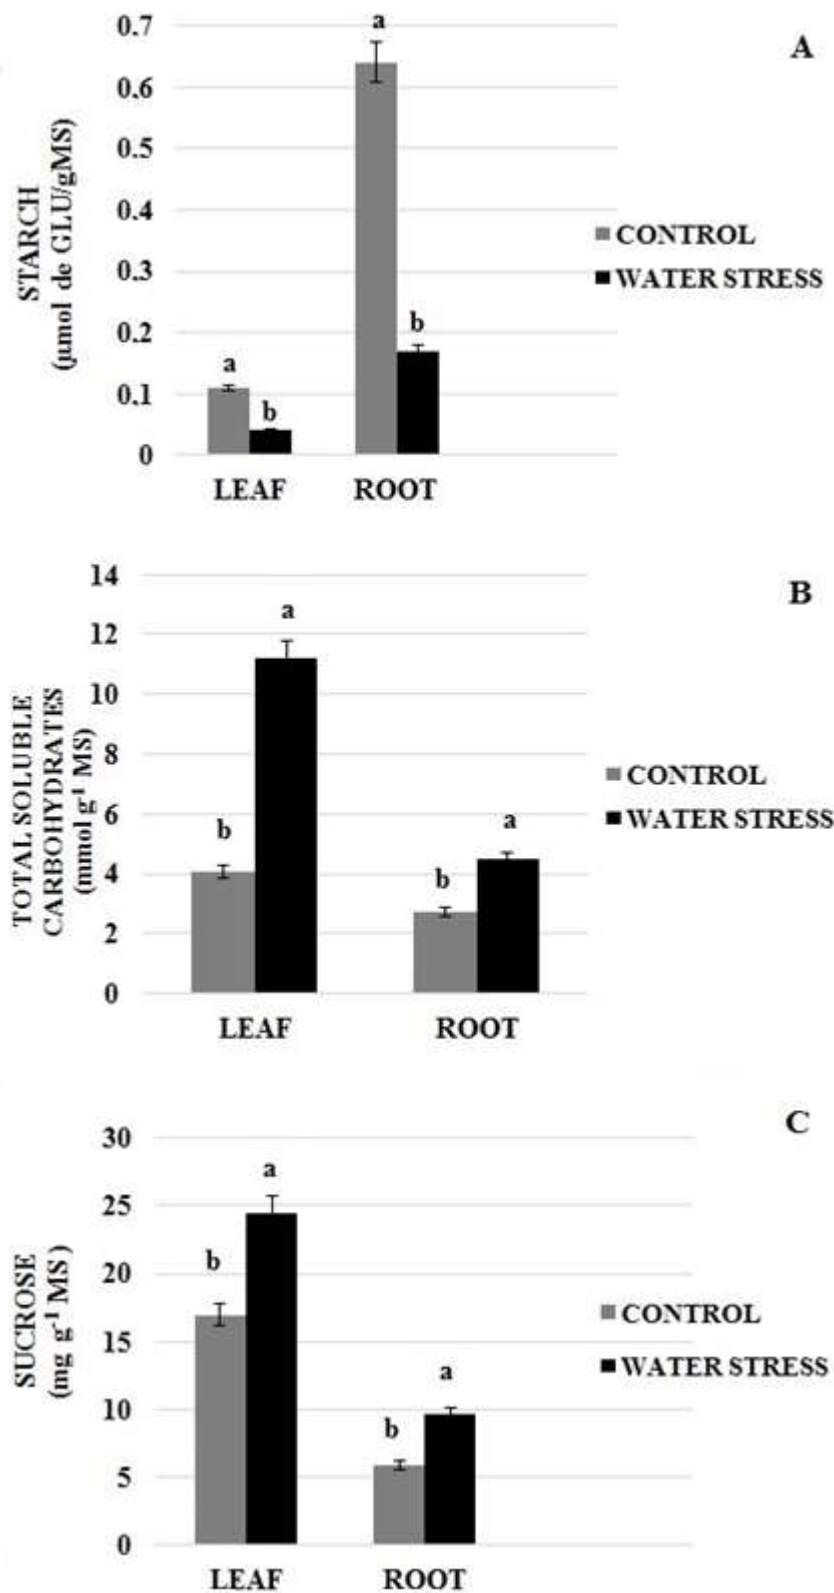 A
0.7
0.6
0.5
0.4
0.3
0.2
0.1
0
STARCH
(µmol de GLU/gMS)
a
b
a
b
LEAF
ROOT
CONTROL
WATER STRESS
B
14
12
10
8
6
4
2
0
TOTAL SOLUBLE
CARBOHYDRATES
(mmol g⁻¹ MS)
b
a
b
a
LEAF
ROOT
CONTROL
WATER STRESS
C
30
25
20
15
10
5
0
SUCROSE
(mg g⁻¹ MS )
b
a
b
a
LEAF
ROOT
CONTROL
WATER STRESS